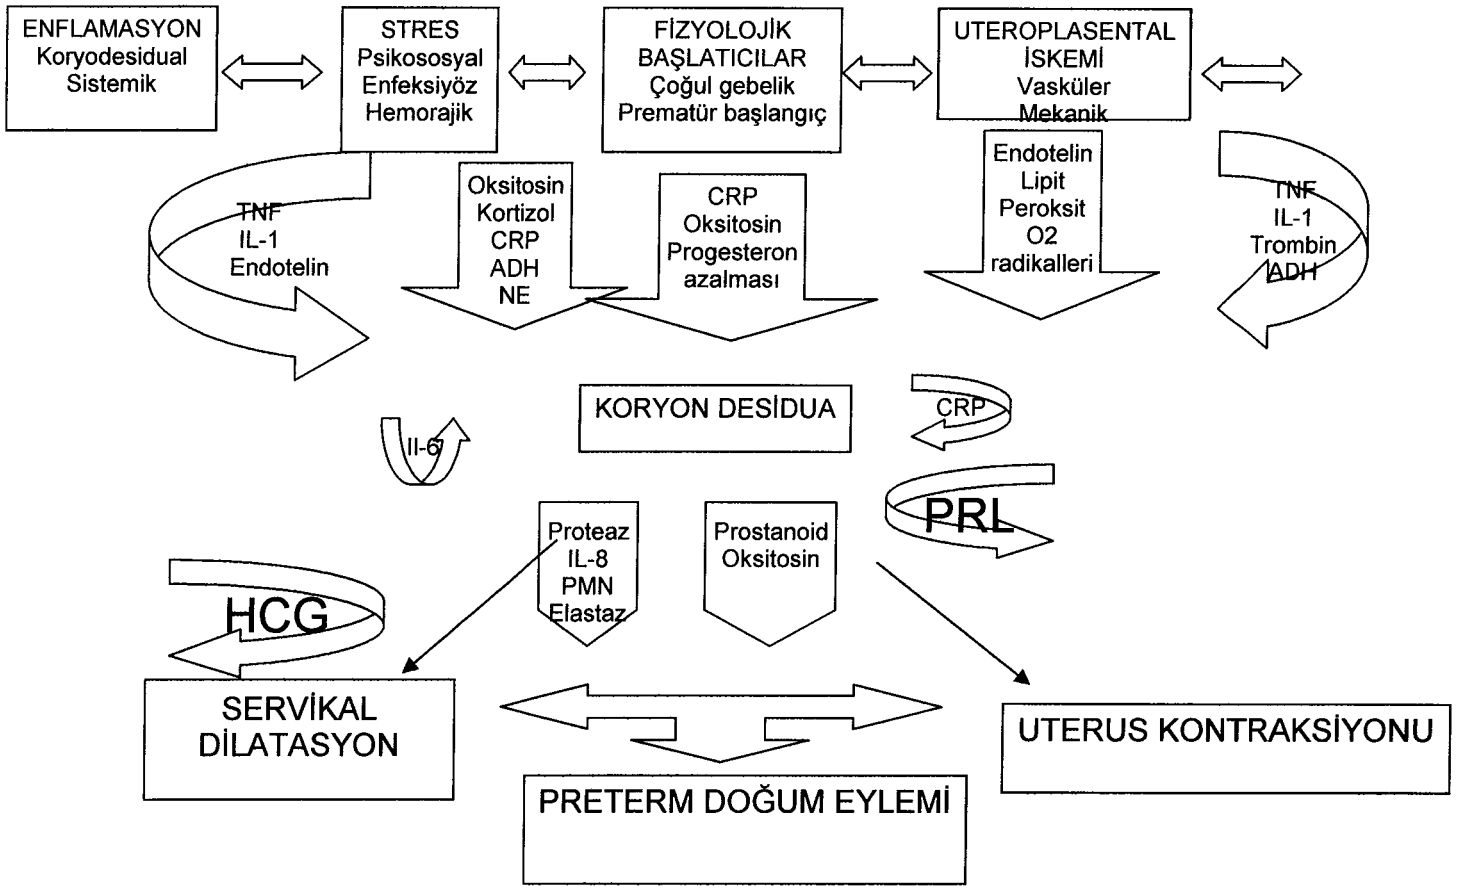 ENFLAMASYON
Koryodesidual
Sistemik
STRES
Psikososyal
Enfeksiyöz
Hemorajik
FİZYOLOJİK
BAŞLATICILAR
Çoğul gebelik
Prematür başlangıç
UTEROPLASENTAL
İSKEMİ
Vasküler
Mekanik
TNF
IL-1
Endotelin
Oksitosin
Kortizol
CRP
ADH
NE
CRP
Oksitosin
Progesteron
azalması
Endotelin
Lipit
Peroksit
O2
radikalleri
TNF
IL-1
Trombin
ADH
KORYON DESİDUA
CRP
Il-6
PRL
Proteaz
IL-8
PMN
Elastaz
Prostanoid
Oksitosin
HCG
SERVİKAL
DİLATASYON
UTERUS KONTRAKSİYONU
PRETERM DOĞUM EYLEMİ